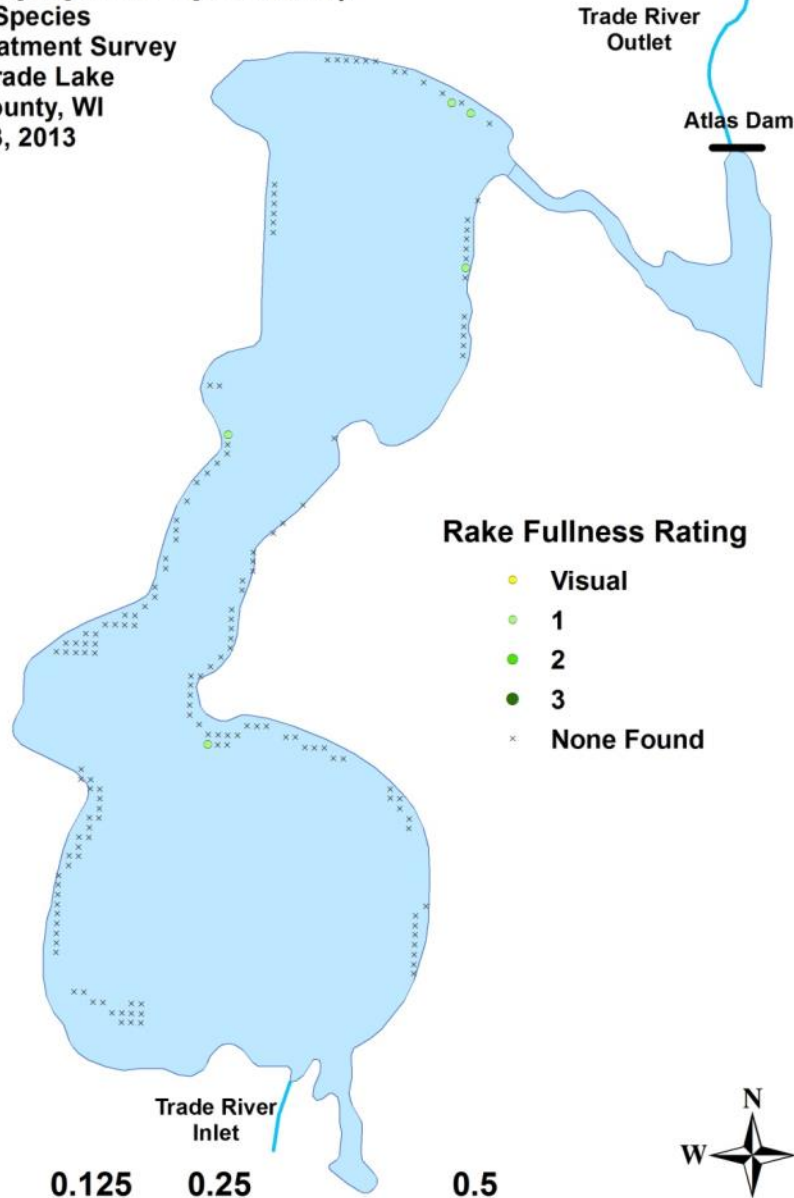 Species
atment Survey
rade Lake
ounty, WI
, 2013
Trade River
Outlet
Atlas Dam
Rake Fullness Rating
Visual
1
2
3
None Found
Trade River
Inlet
N
W
0.125 0.25 0.5